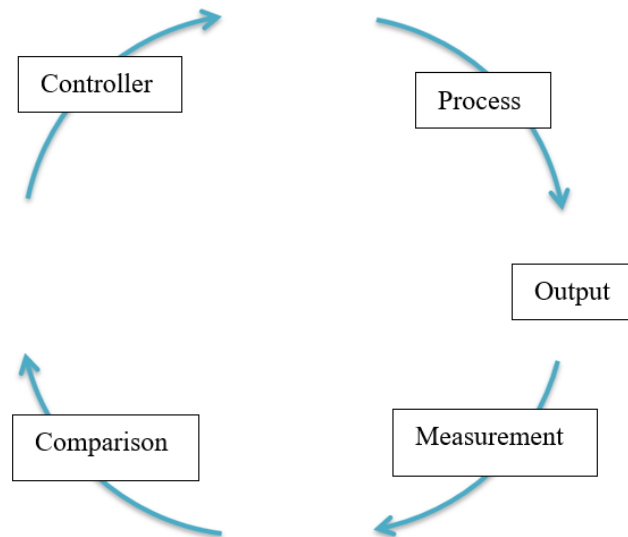 Controller
Process
Output
Comparison
Measurement